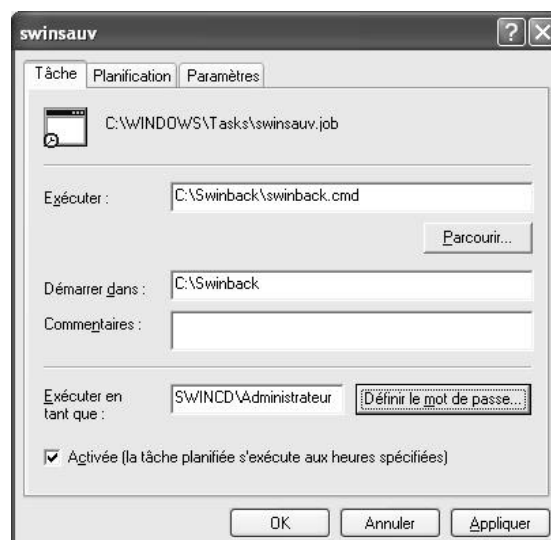 swinsauv
Tâche Planification Paramètres
C:\WINDOWS\Tasks\swinsauv.job
Exécuter : C:\Swinback\swinback.cmd
Parcourir...
Démarrer dans : C:\Swinback
Commentaires :
Exécuter en tant que : SWINCD\Administrateur Définir le mot de passe...
Activée (la tâche planifiée s'exécute aux heures spécifiées)
OK Annuler Appliquer